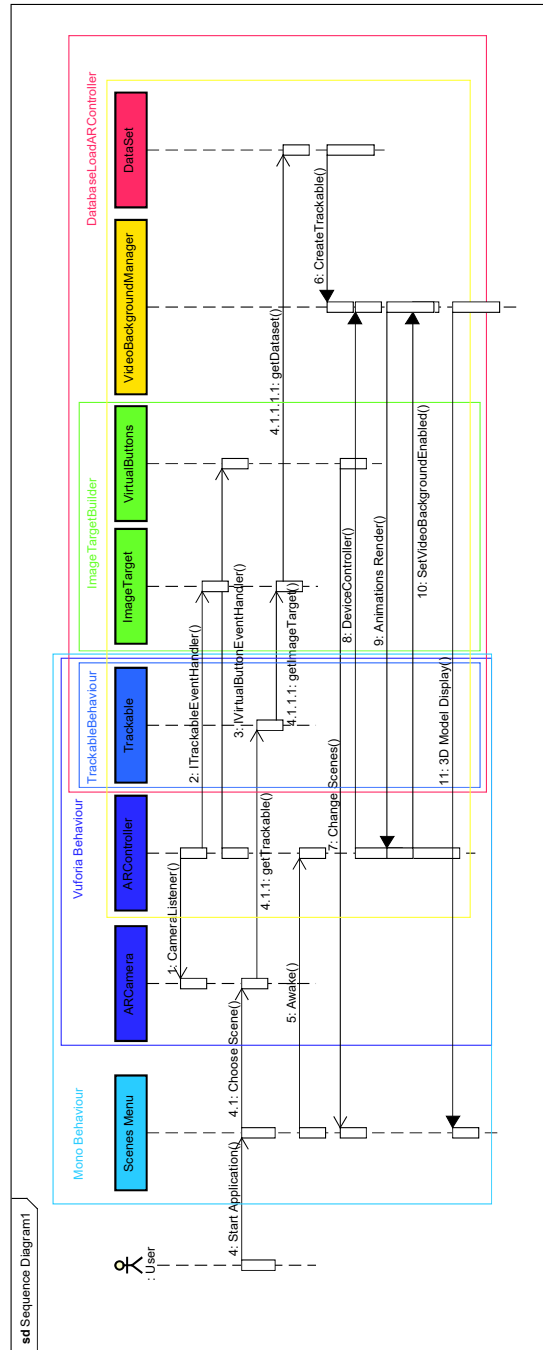 sd Sequence Diagram1
: User
Mono Behaviour
Scenes Menu
Vuforia Behaviour
ARCamera
ARController
TrackableBehaviour
Trackable
ImageTargetBuilder
ImageTarget
VirtualButtons
DatabaseLoadARController
VideoBackgroundManager
DataSet
1: CameraListener()
2: ITrackableEventHandler()
3: IVirtualButtonEventHandler()
4: Start Application()
4.1: Choose Scene()
4.1.1: getTrackable()
4.1.1.1: getImageTarget()
4.1.1.1.1: getDataset()
5: Awake()
6: CreateTrackable()
7: Change Scenes()
8: DeviceController()
9: Animations Render()
10: SetVideoBackgroundEnabled()
11: 3D Model Display()